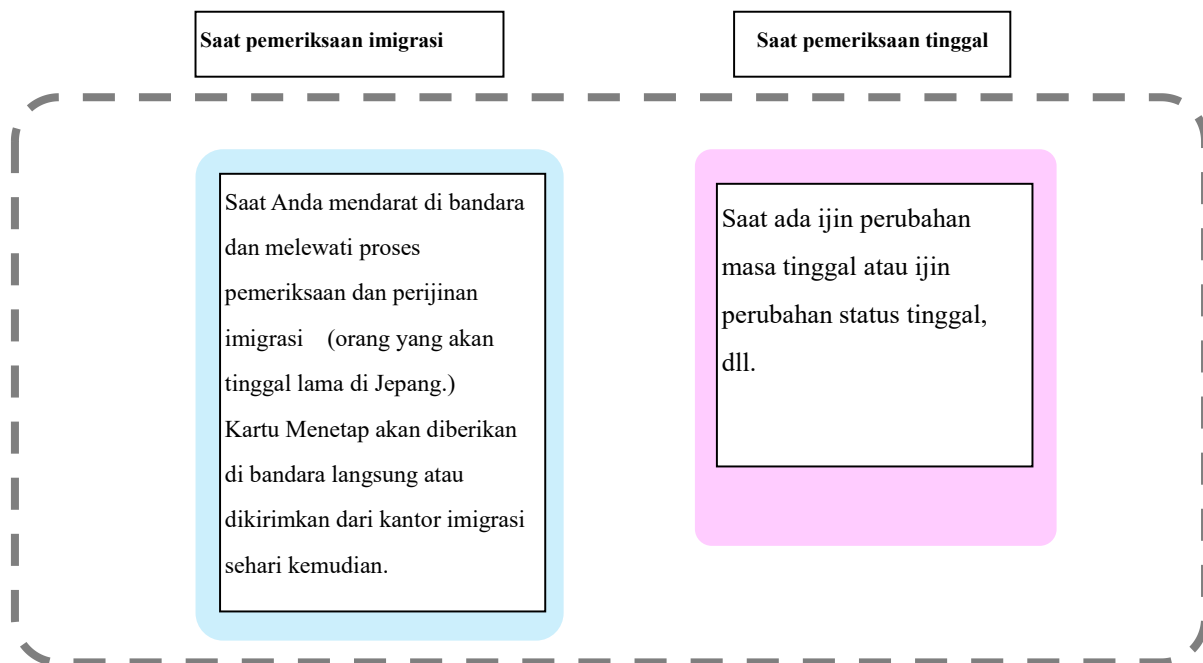 Saat pemeriksaan imigrasi
Saat pemeriksaan tinggal
Saat Anda mendarat di bandara
dan melewati proses
pemeriksaan dan perijinan
imigrasi (orang yang akan
tinggal lama di Jepang.)
Kartu Menetap akan diberikan
di bandara langsung atau
dikirimkan dari kantor imigrasi
sehari kemudian.
Saat ada ijin perubahan
masa tinggal atau ijin
perubahan status tinggal,
dll.